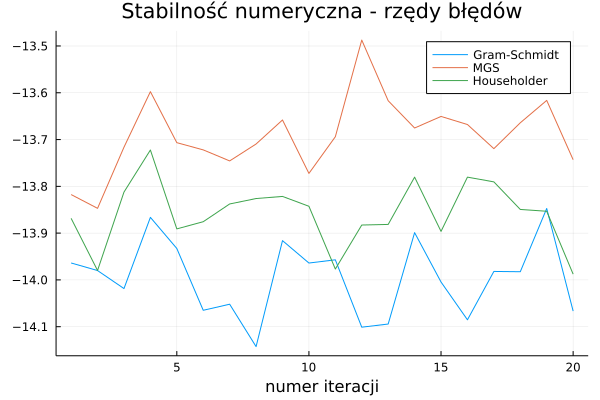 Stabilność numeryczna - rzędy błędów
Gram-Schmidt
MGS
Householder
−13.5
−13.6
−13.7
−13.8
−13.9
−14.0
−14.1
5
10
15
20
numer iteracji